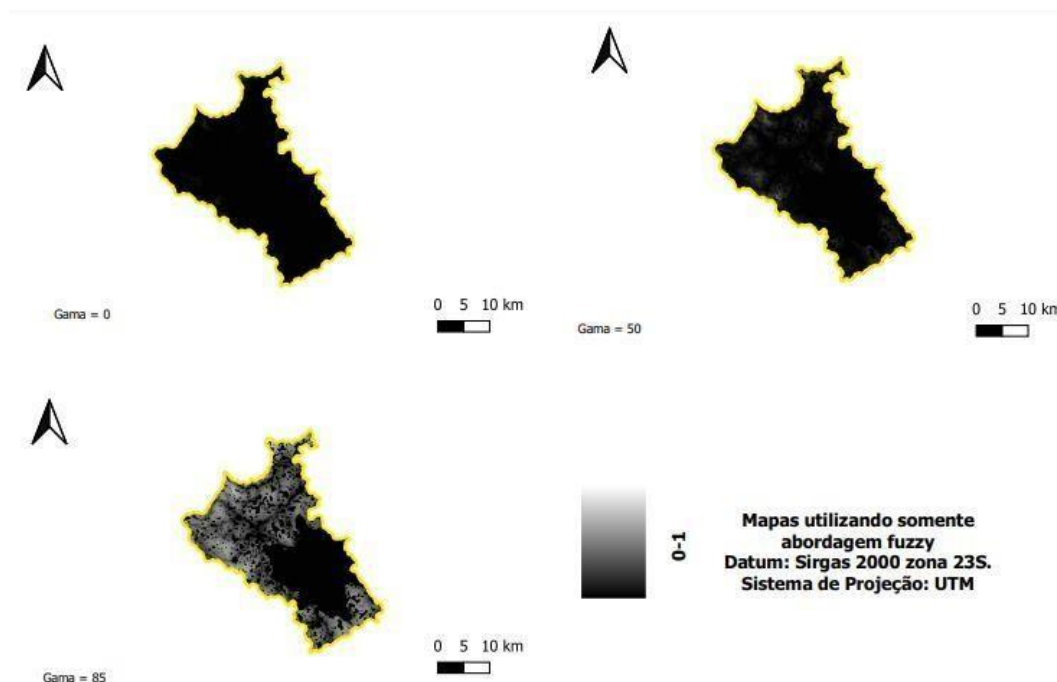 Gama = 0
0 5 10 km
Gama = 50
0 5 10 km
Gama = 85
0 5 10 km
0-1
Mapas utilizando somente
abordagem fuzzy
Datum: Sirgas 2000 zona 23S.
Sistema de Projeção: UTM